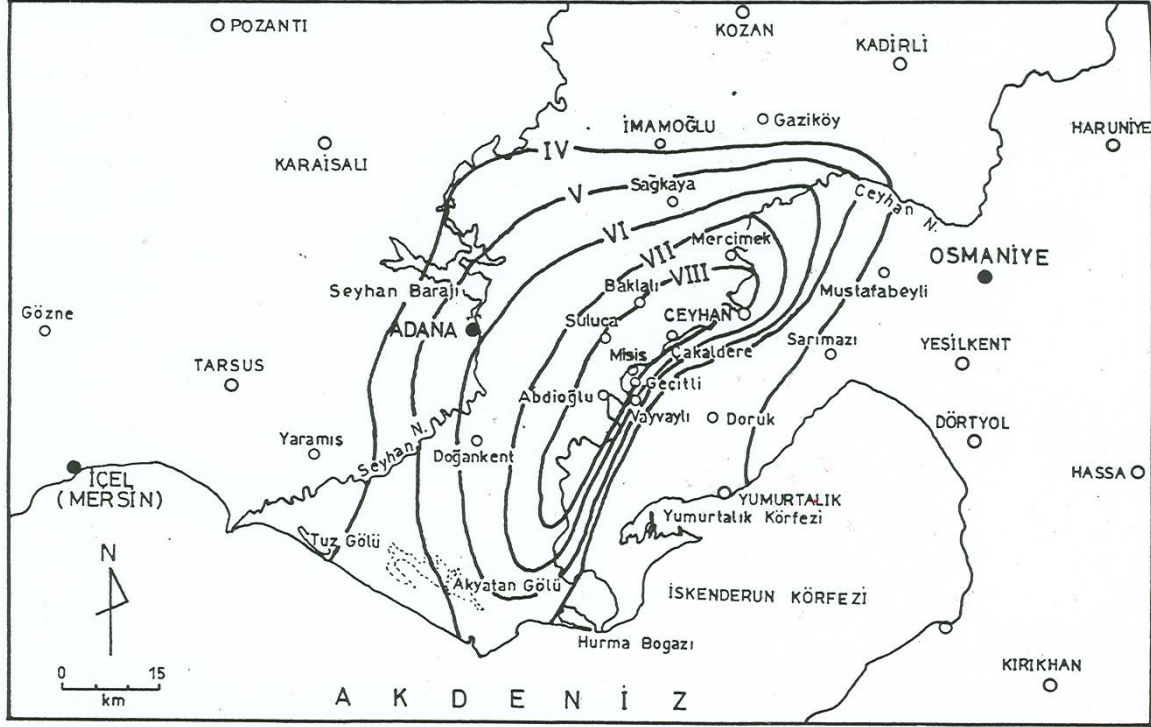 POZANTI
KOZAN
KADİRLİ
İMAMOĞLU
Gaziköy
HARUNİYE
KARAİSALI
IV
V
Sağkaya
Ceyhan N.
VI
Mercimek
VII
VIII
OSMANİYE
Baklalı
Seyhan Barajı
Mustafabeyli
Gözne
ADANA
Suluca
CEYHAN
Sarımazı
YEŞİLKENT
TARSUS
Misis
Çakaldere
Geçitli
Abdioğlu
Vayvaylı
Doruk
DÖRTYOL
Yaramış
Seyhan N.
Doğankent
HASSA
İÇEL
(MERSİN)
YUMURTALIK
Yumurtalık Körfezi
Tuz Gölü
N
Akyatan Gölü
İSKENDERUN KÖRFEZİ
Hurma Bogazı
0 15
km
KIRIKHAN
AKDENİZ